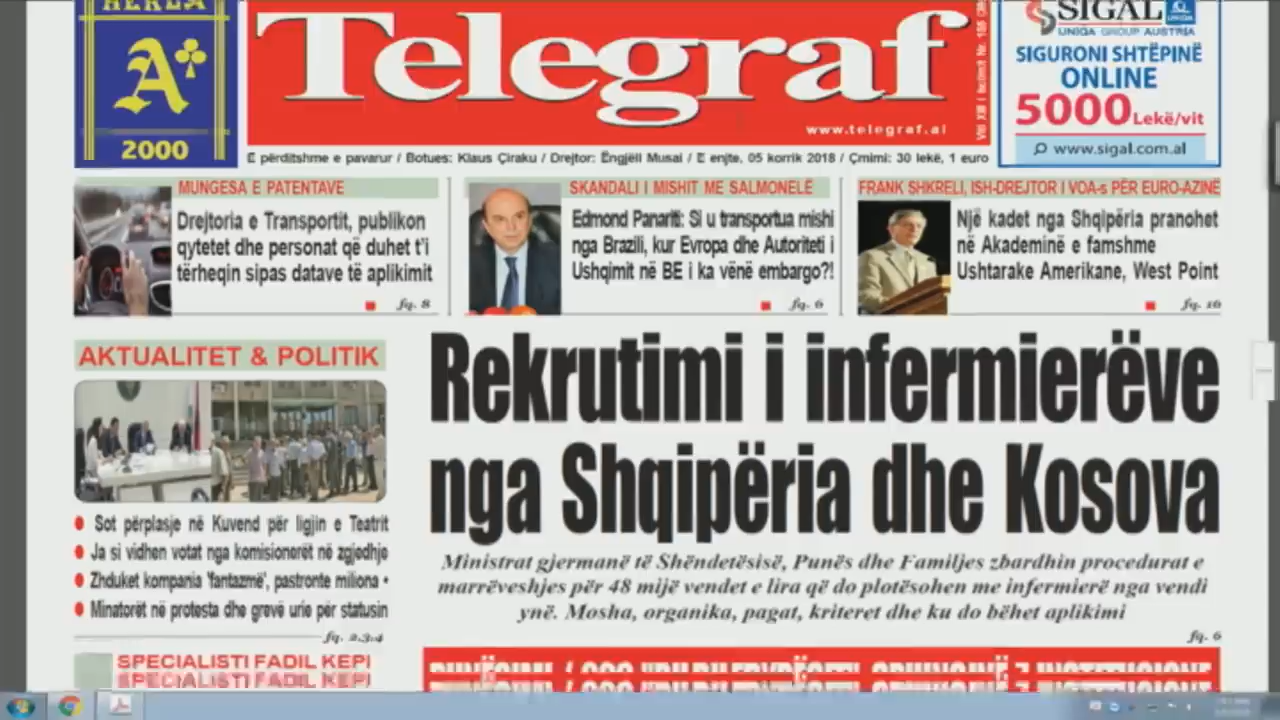 HERLA
A
2000
Telegraf
www.telegraf.al
SIGAL
UNIQA
UNIQA GROUP AUSTRIA
SIGURONI SHTËPINË
ONLINE
5000 Lekë/vit
www.sigal.com.al
E përditshme e pavarur / Botues: Klaus Çiraku / Drejtor: Ëngjëll Musai / E enjte, 05 korrik 2018 / Çmimi: 30 lekë, 1 euro
MUNGESA E PATENTAVE
Drejtoria e Transportit, publikon
qytetet dhe personat që duhet t'i
tërheqin sipas datave të aplikimit
fq. 8
SKANDALI I MISHIT ME SALMONELË
Edmond Panariti: Si u transportua mishi
nga Brazili, kur Evropa dhe Autoriteti i
Ushqimit në BE i ka vënë embargo?!
fq. 6
FRANK SHKRELI, ISH-DREJTOR I VOA-s PËR EURO-AZINË
Një kadet nga Shqipëria pranohet
në Akademinë e famshme
Ushtarake Amerikane, West Point
fq. 16
AKTUALITET & POLITIK
Sot përplasje në Kuvend për ligjin e Teatrit
Ja si vidhen votat nga komisionerët në zgjedhje
Zhduket kompania 'fantazmë', pastronte miliona
Minatorët në protesta dhe grevë urie për statusin
fq. 2,3,4
SPECIALISTI FADIL KEPI
Rekrutimi i infermierëve
nga Shqipëria dhe Kosova
Ministrat gjermanë të Shëndetësisë, Punës dhe Familjes zbardhin procedurat e
marrëveshjes për 48 mijë vendet e lira që do plotësohen me infermierë nga vendi
ynë. Mosha, organika, pagat, kriteret dhe ku do bëhet aplikimi
fq. 6